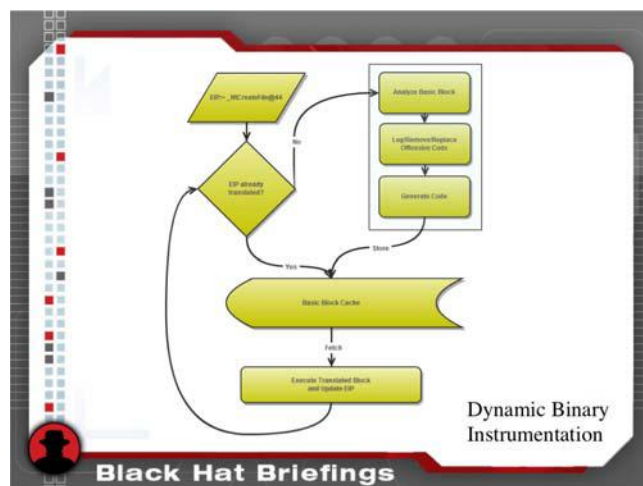 EIP:=_NtCreateFile@44
EIP already
translated?
No
Analyze Basic Block
Log/Remove/Replace
Offensive Code
Generate Code
Store
Yes
Basic Block Cache
Fetch
Execute Translated Block
and Update EIP
Dynamic Binary
Instrumentation
Black Hat Briefings